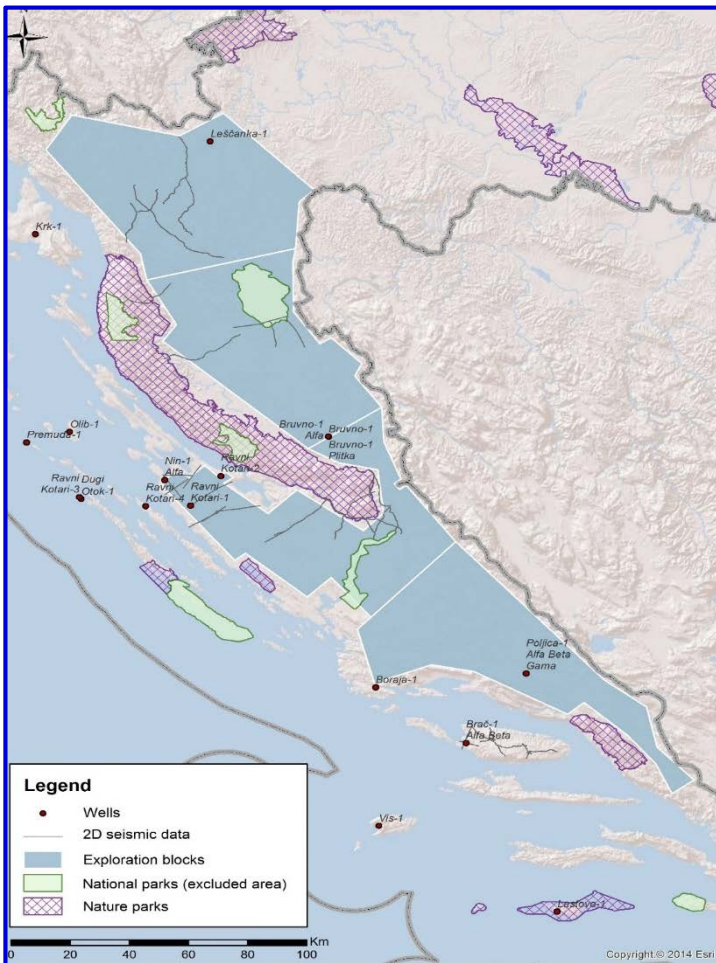 Leščanka-1
Krk-1
Bruvno-1
Alfa
Bruvno-1
Bruvno-1
Plitka
Olib-1
Premuda-1
Nin-1
Alfa
Ravni
Kotari-2
Ravni
Kotari-3
Dugi
Otok-1
Ravni
Kotari-4
Ravni
Kotari-1
Poljica-1
Alfa Beta
Gama
Boraja-1
Brač-1
Alfa Beta
Vis-1
Lastovo-1
Legend
Wells
2D seismic data
Exploration blocks
National parks (excluded area)
Nature parks
Km
0 20 40 60 80 100
Copyright:© 2014 Esri